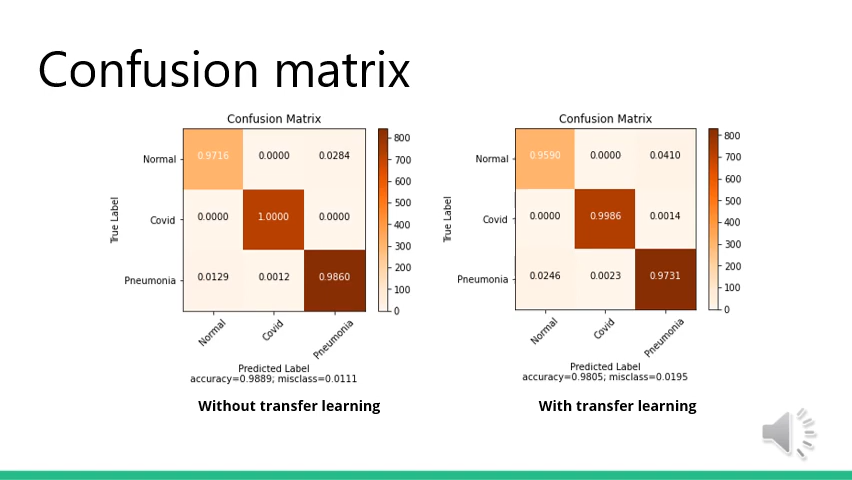 Confusion matrix
Confusion Matrix
True Label
Normal
Covid
Pneumonia
0.9716 0.0000 0.0284
0.0000 1.0000 0.0000
0.0129 0.0012 0.9860
800
700
600
500
400
300
200
100
0
Normal Covid Pneumonia
Predicted Label
accuracy=0.9889; misclass=0.0111
Without transfer learning
Confusion Matrix
True Label
Normal
Covid
Pneumonia
0.9590 0.0000 0.0410
0.0000 0.9986 0.0014
0.0246 0.0023 0.9731
800
700
600
500
400
300
200
100
0
Normal Covid Pneumonia
Predicted Label
accuracy=0.9805; misclass=0.0195
With transfer learning